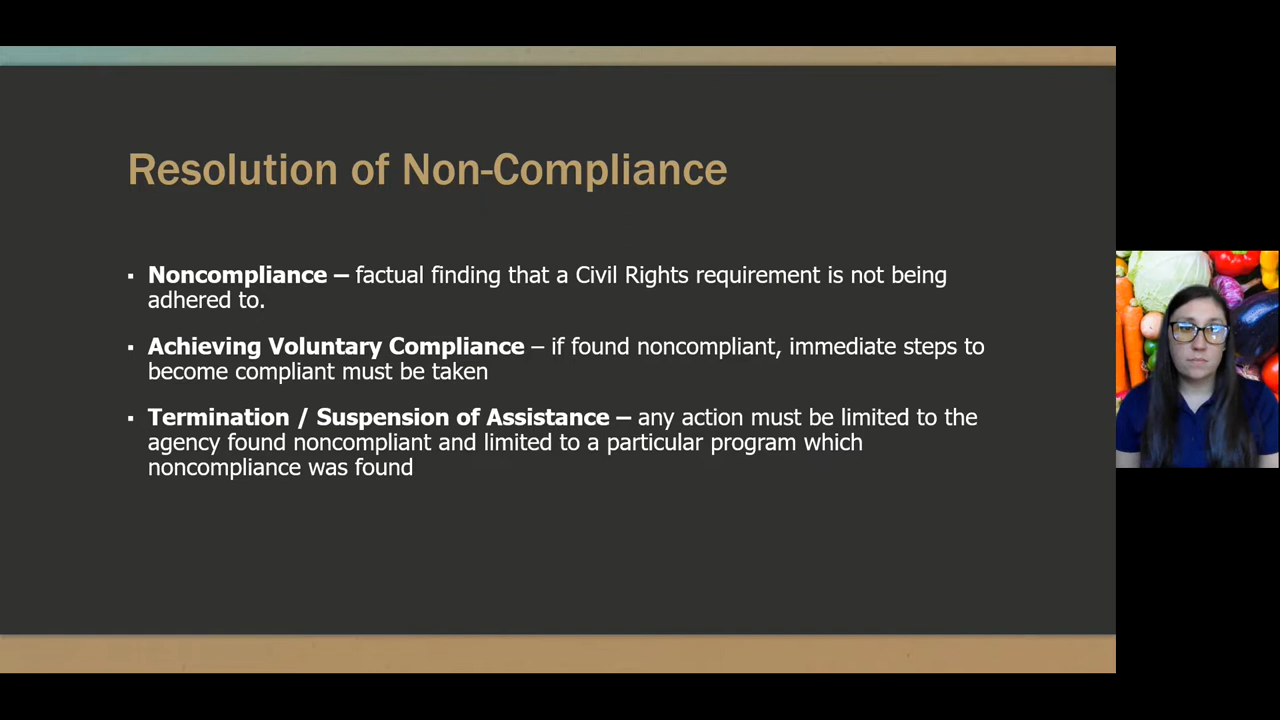 Resolution of Non-Compliance
▪ Noncompliance – factual finding that a Civil Rights requirement is not being
adhered to.
▪ Achieving Voluntary Compliance – if found noncompliant, immediate steps to
become compliant must be taken
▪ Termination / Suspension of Assistance – any action must be limited to the
agency found noncompliant and limited to a particular program which
noncompliance was found